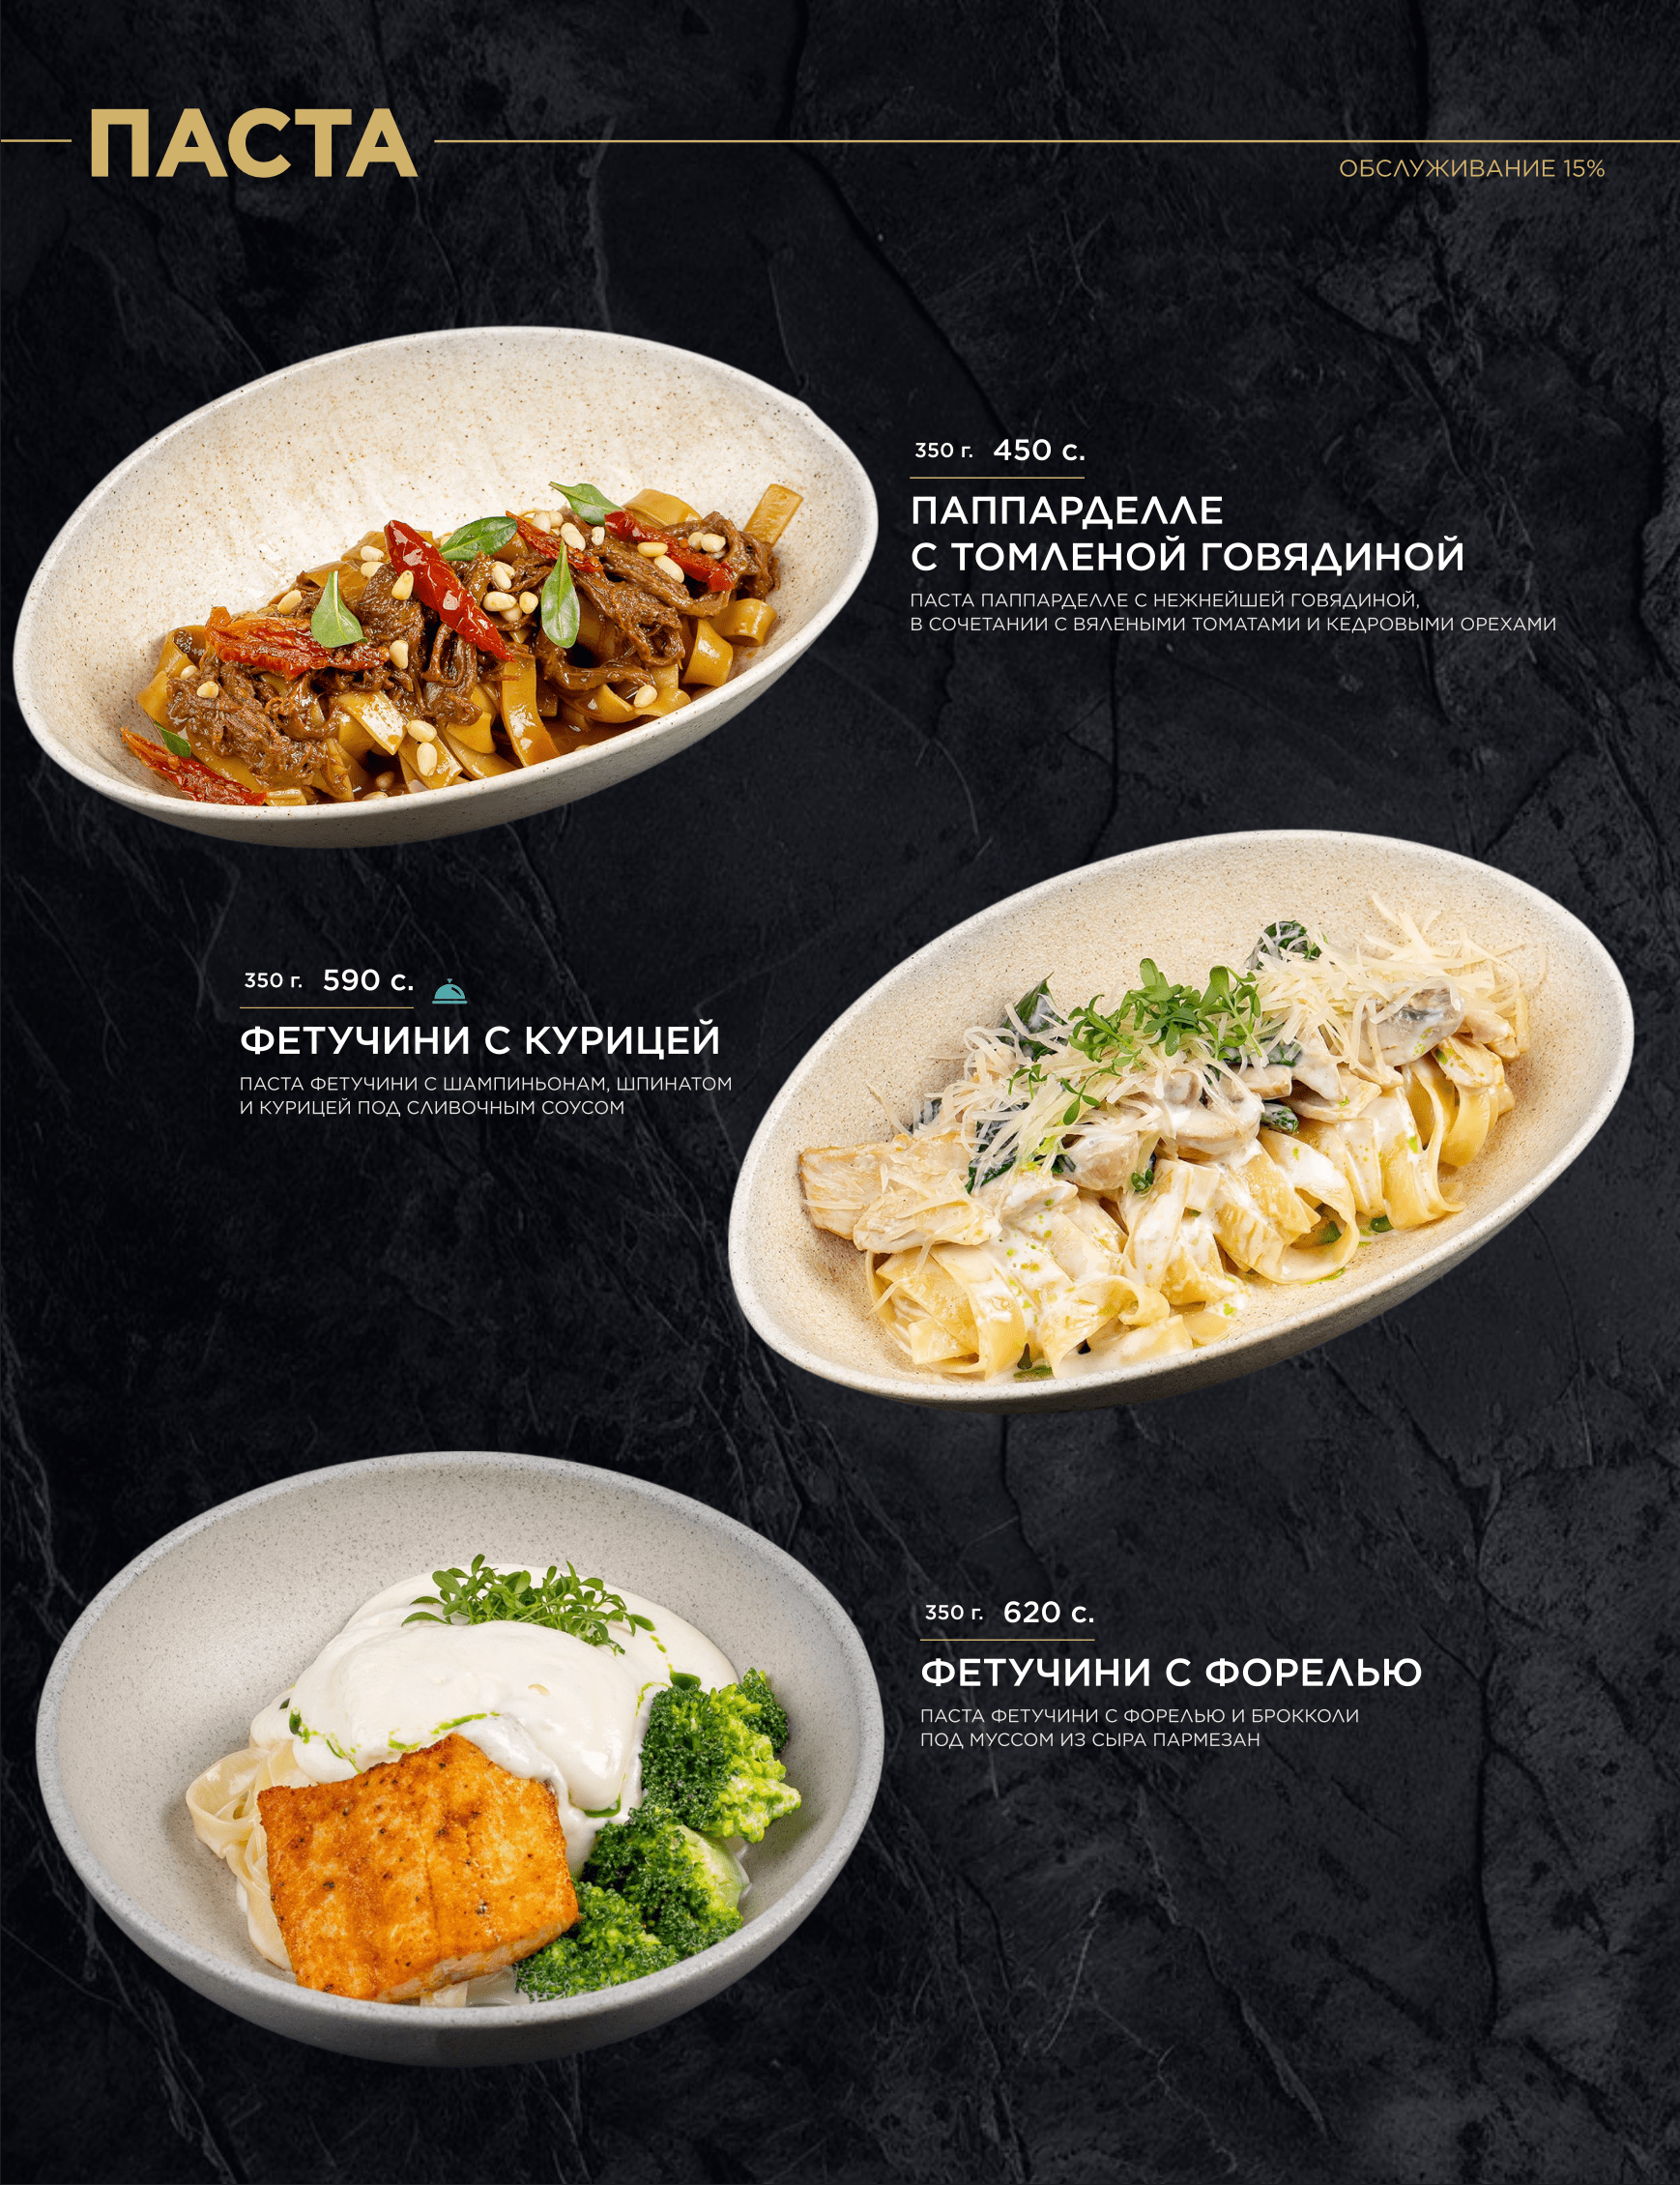 ПАСТА
ОБСЛУЖИВАНИЕ 15%
350 г. 450 с.
ПАППАРДЕЛЛЕ
С ТОМЛЕНОЙ ГОВЯДИНОЙ
ПАСТА ПАППАРДЕЛЛЕ С НЕЖНЕЙШЕЙ ГОВЯДИНОЙ,
В СОЧЕТАНИИ С ВЯЛЕНЫМИ ТОМАТАМИ И КЕДРОВЫМИ ОРЕХАМИ
350 г. 590 с.
ФЕТУЧИНИ С КУРИЦЕЙ
ПАСТА ФЕТУЧИНИ С ШАМПИНЬОНАМ, ШПИНАТОМ
И КУРИЦЕЙ ПОД СЛИВОЧНЫМ СОУСОМ
350 г. 620 с.
ФЕТУЧИНИ С ФОРЕЛЬЮ
ПАСТА ФЕТУЧИНИ С ФОРЕЛЬЮ И БРОККОЛИ
ПОД МУССОМ ИЗ СЫРА ПАРМЕЗАН